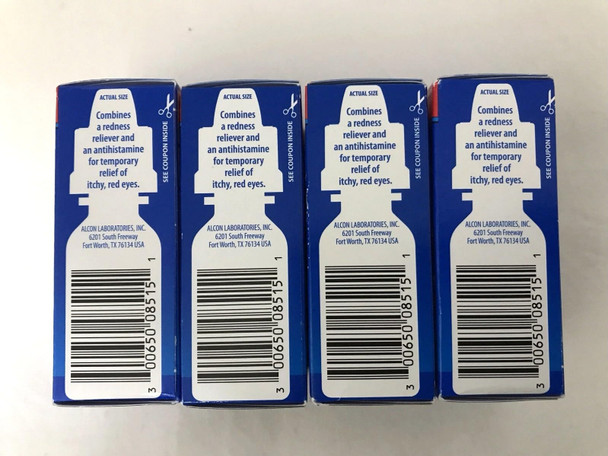 ACTUAL SIZE
Combines
a redness
reliever and
an antihistamine
for temporary
relief of
itchy, red eyes.
SEE COUPON INSIDE
ALCON LABORATORIES, INC.
6201 South Freeway
Fort Worth, TX 76134 USA
3 00650 08515 1
ACTUAL SIZE
Combines
a redness
reliever and
an antihistamine
for temporary
relief of
itchy, red eyes.
SEE COUPON INSIDE
ALCON LABORATORIES, INC.
6201 South Freeway
Fort Worth, TX 76134 USA
3 00650 08515 1
ACTUAL SIZE
Combines
a redness
reliever and
an antihistamine
for temporary
relief of
itchy, red eyes.
SEE COUPON INSIDE
ALCON LABORATORIES, INC.
6201 South Freeway
Fort Worth, TX 76134 USA
3 00650 08515 1
ACTUAL SIZE
Combines
a redness
reliever and
an antihistamine
for temporary
relief of
itchy, red eyes.
SEE COUPON INSIDE
ALCON LABORATORIES, INC.
6201 South Freeway
Fort Worth, TX 76134 USA
3 00650 08515 1